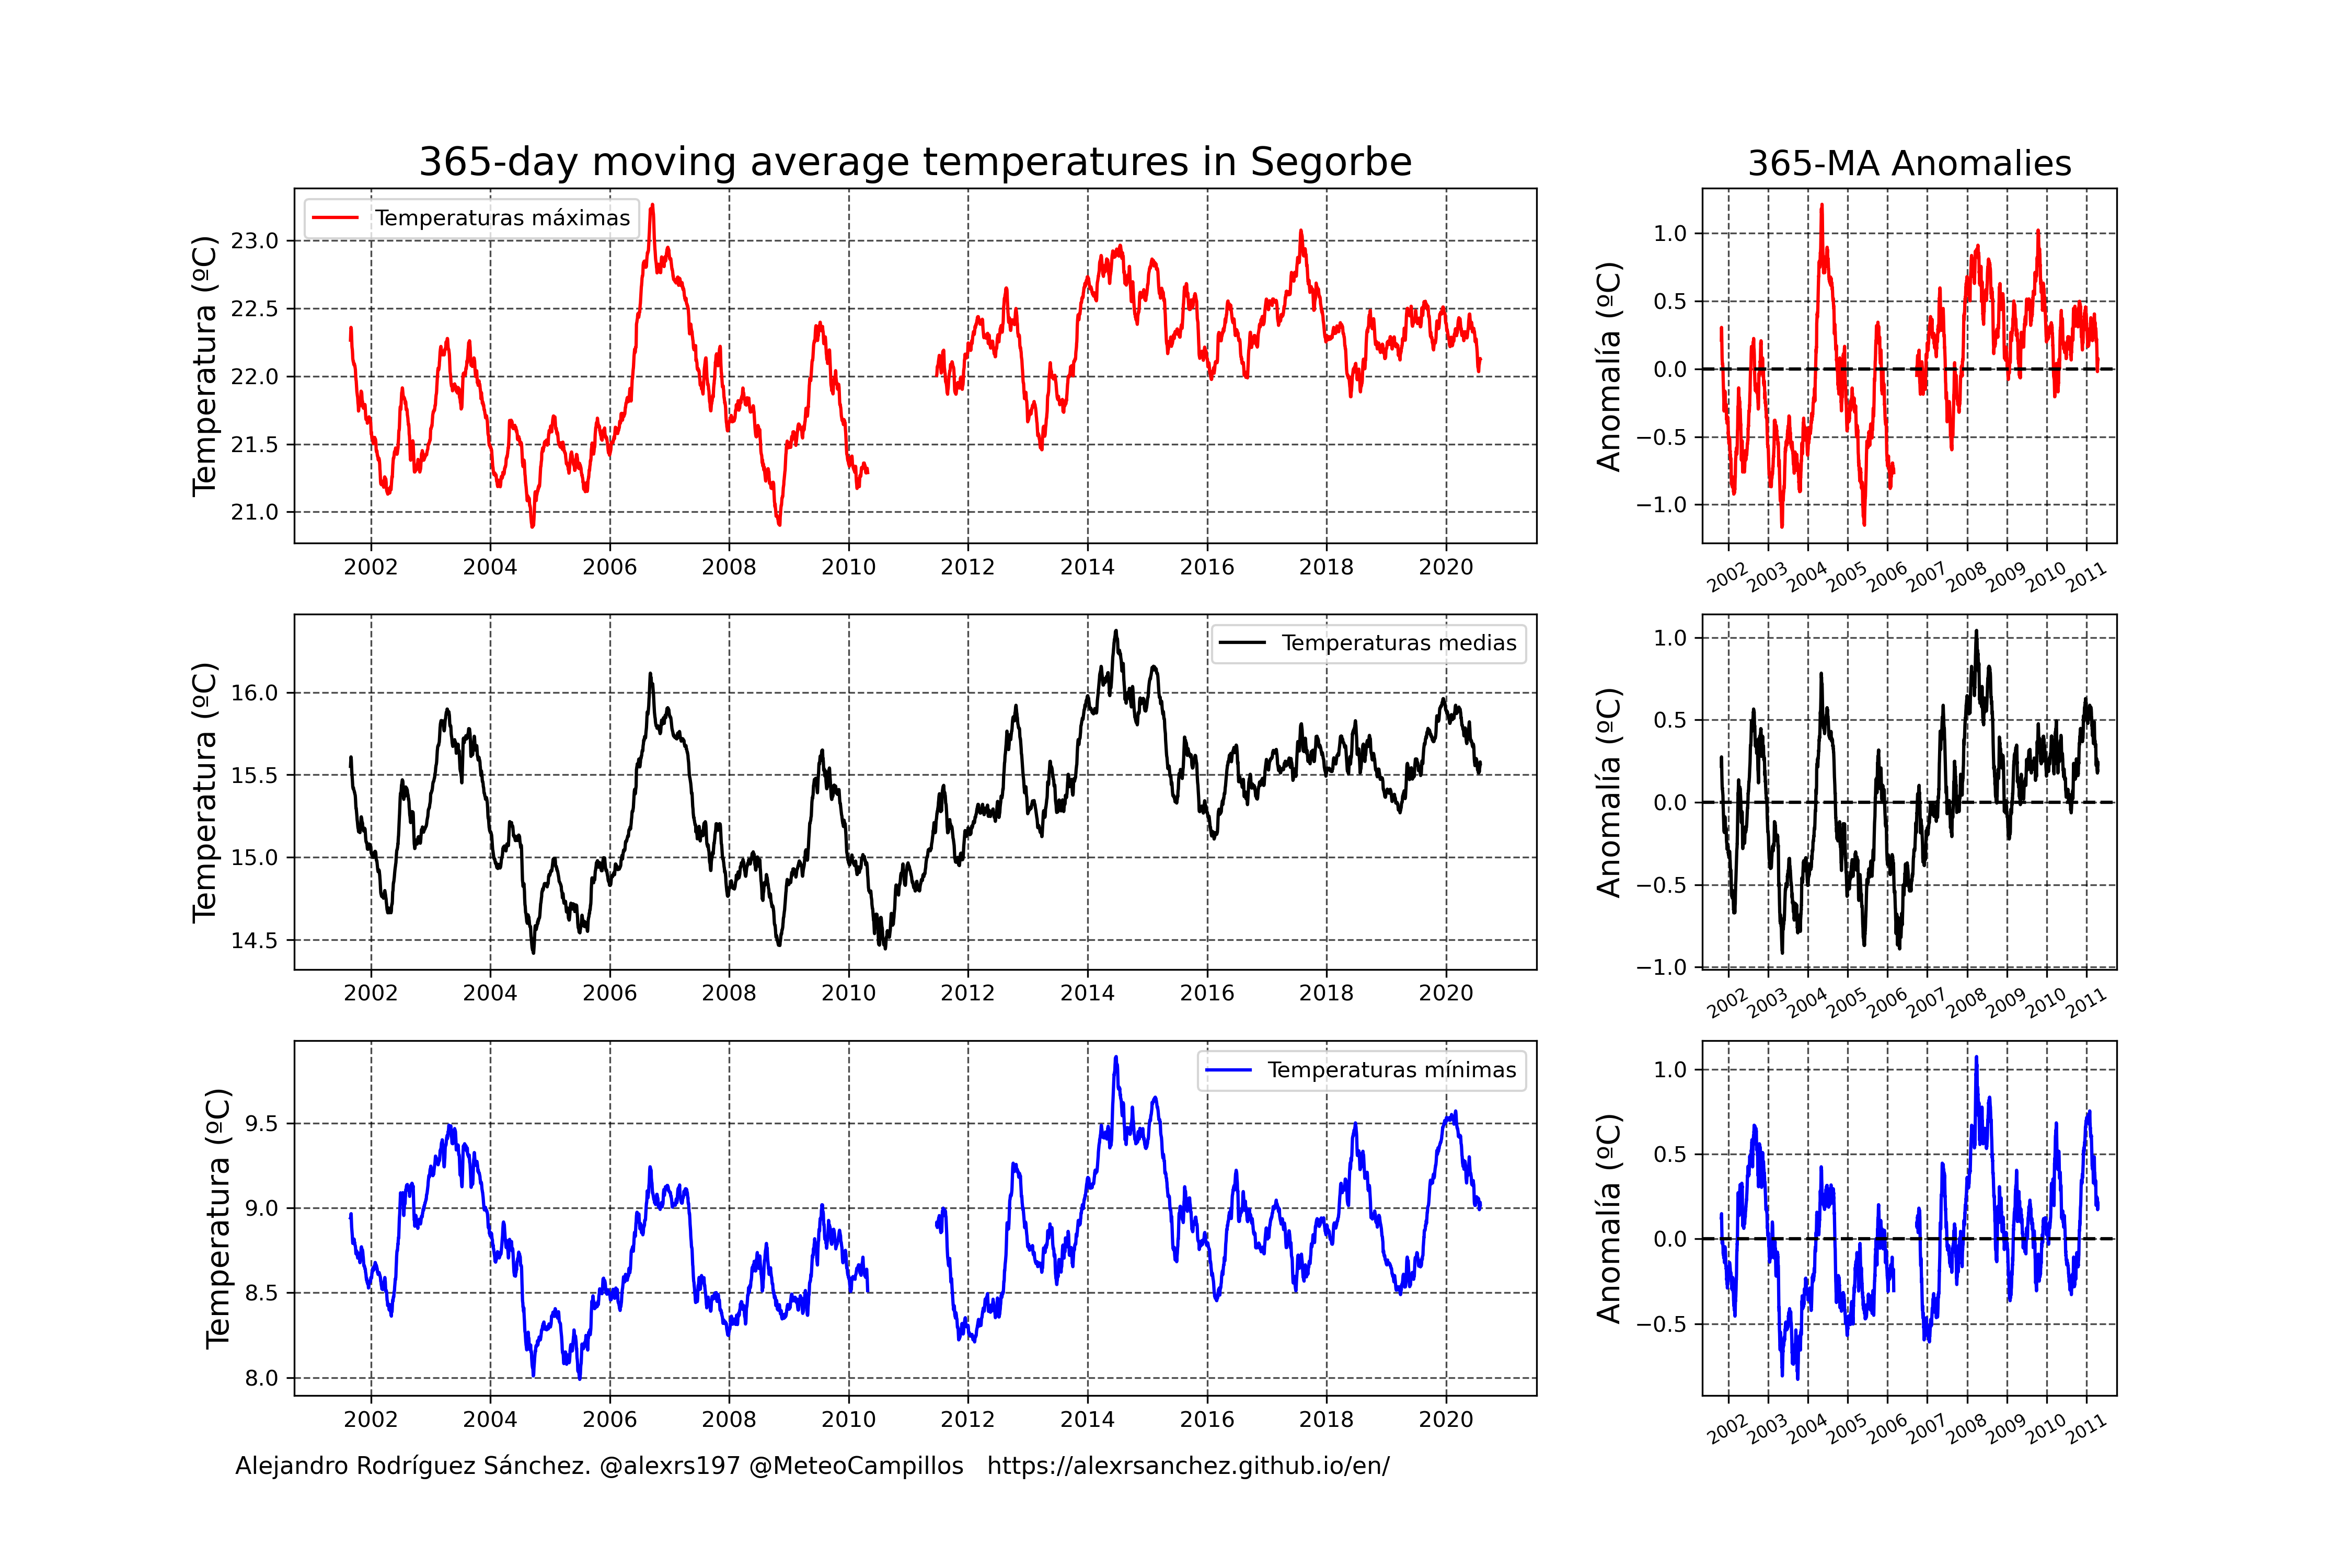 365-day moving average temperatures in Segorbe
365-MA Anomalies
Temperatura (ºC)
23.0
22.5
22.0
21.5
21.0
Temperaturas máximas
2002 2004 2006 2008 2010 2012 2014 2016 2018 2020
Anomalía (ºC)
1.0
0.5
0.0
−0.5
−1.0
2002 2003 2004 2005 2006 2007 2008 2009 2010 2011
Temperatura (ºC)
16.0
15.5
15.0
14.5
Temperaturas medias
2002 2004 2006 2008 2010 2012 2014 2016 2018 2020
Anomalía (ºC)
1.0
0.5
0.0
−0.5
−1.0
2002 2003 2004 2005 2006 2007 2008 2009 2010 2011
Temperatura (ºC)
9.5
9.0
8.5
8.0
Temperaturas mínimas
2002 2004 2006 2008 2010 2012 2014 2016 2018 2020
Anomalía (ºC)
1.0
0.5
0.0
−0.5
2002 2003 2004 2005 2006 2007 2008 2009 2010 2011
Alejandro Rodríguez Sánchez. @alexrs197 @MeteoCampillos https://alexrsanchez.github.io/en/